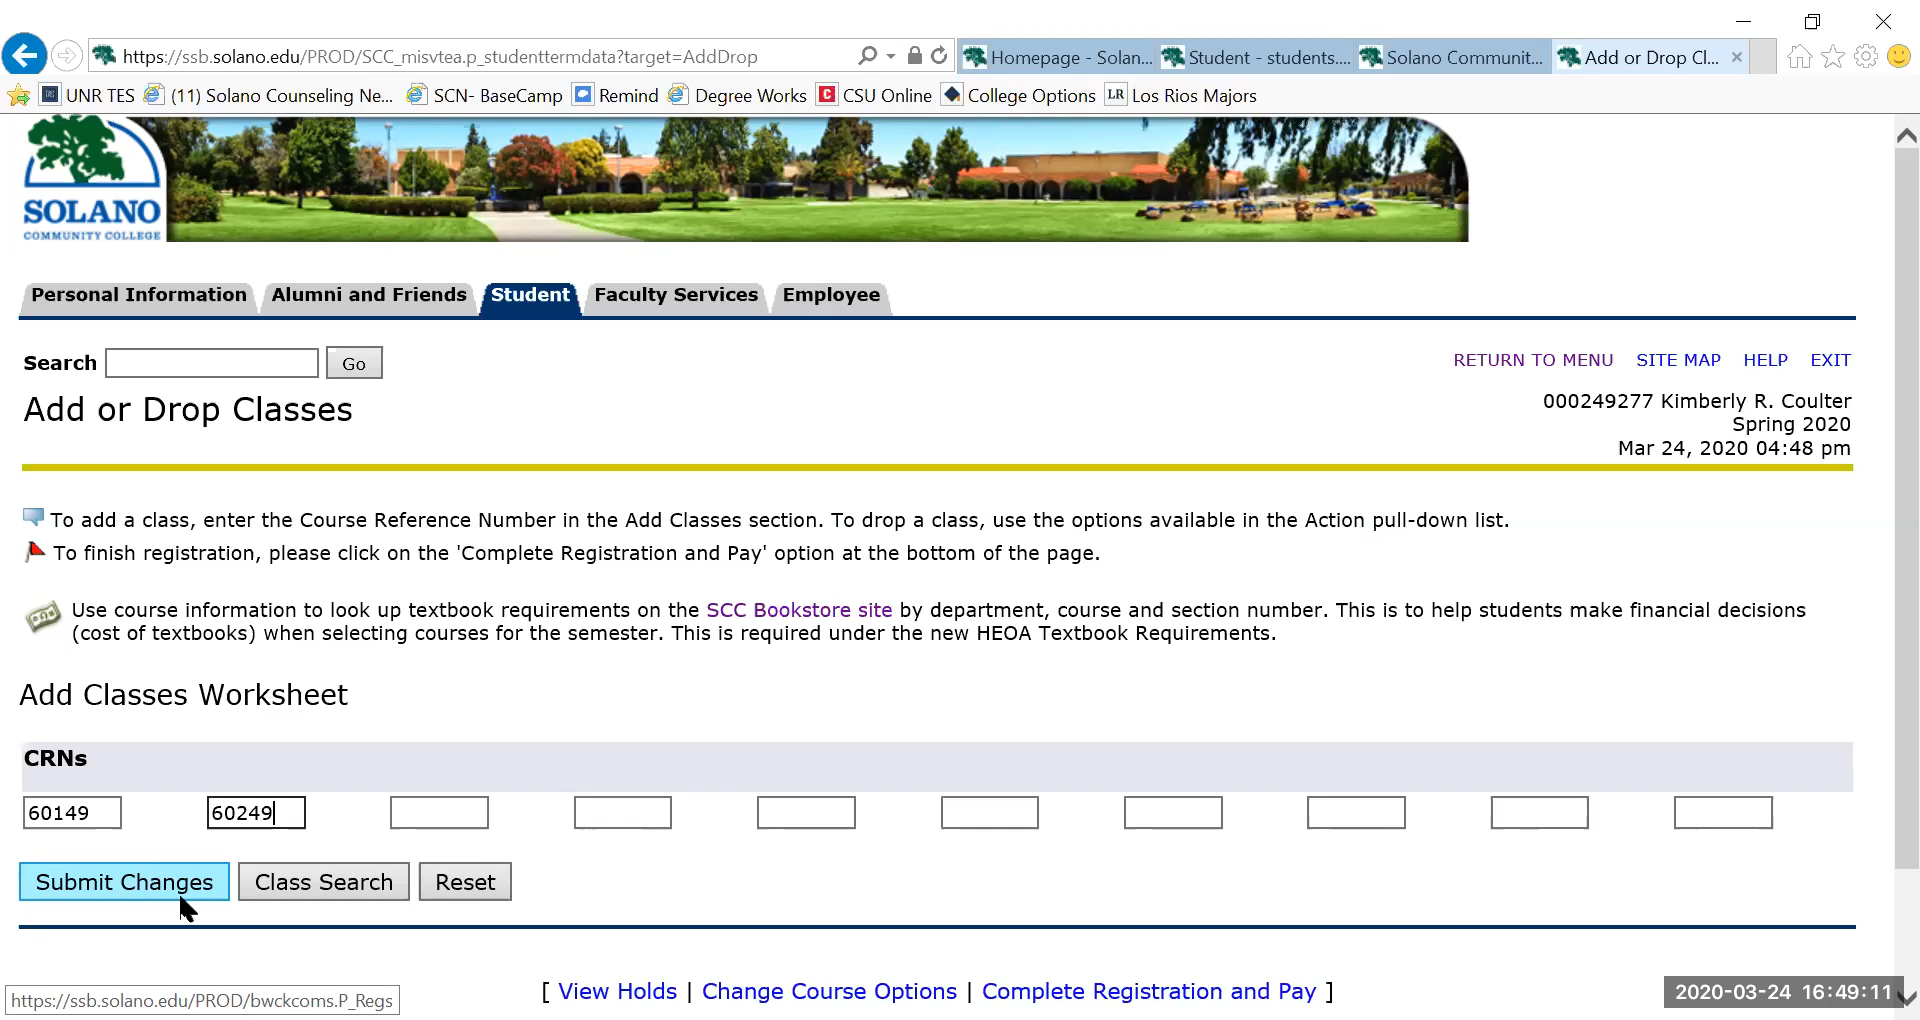 https://ssb.solano.edu/PROD/SCC_misvtea.p_studenttermdata?target=AddDrop
Homepage - Solan...
Student - students....
Solano Communit...
Add or Drop Cl...
UNR TES
(11) Solano Counseling Ne...
SCN- BaseCamp
Remind
Degree Works
C CSU Online
College Options
LR Los Rios Majors
SOLANO
COMMUNITY COLLEGE
Personal Information
Alumni and Friends
Student
Faculty Services
Employee
Search
Go
RETURN TO MENU
SITE MAP
HELP
EXIT
Add or Drop Classes
000249277 Kimberly R. Coulter
Spring 2020
Mar 24, 2020 04:48 pm
To add a class, enter the Course Reference Number in the Add Classes section. To drop a class, use the options available in the Action pull-down list.
To finish registration, please click on the 'Complete Registration and Pay' option at the bottom of the page.
Use course information to look up textbook requirements on the SCC Bookstore site by department, course and section number. This is to help students make financial decisions
(cost of textbooks) when selecting courses for the semester. This is required under the new HEOA Textbook Requirements.
Add Classes Worksheet
CRNs
60149
60249
Submit Changes
Class Search
Reset
[ View Holds | Change Course Options | Complete Registration and Pay ]
https://ssb.solano.edu/PROD/bwckcoms.P_Regs
2020-03-24 16:49:11